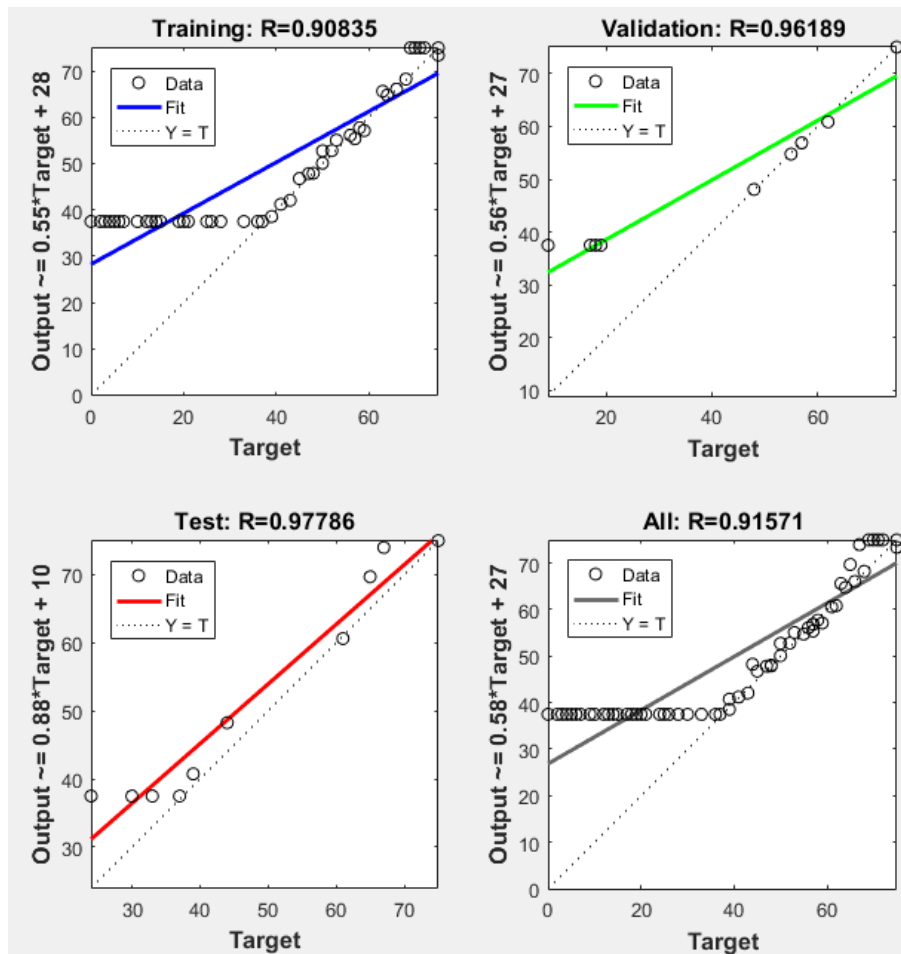 Training: R=0.90835
Output ~= 0.55*Target + 28
70
60
50
40
30
20
10
0
Data
Fit
Y = T
0
20
40
60
Target
Validation: R=0.96189
Output ~= 0.56*Target + 27
70
60
50
40
30
20
10
Data
Fit
Y = T
20
40
60
Target
Test: R=0.97786
Output ~= 0.88*Target + 10
70
60
50
40
30
Data
Fit
Y = T
30
40
50
60
70
Target
All: R=0.91571
Output ~= 0.58*Target + 27
70
60
50
40
30
20
10
0
Data
Fit
Y = T
0
20
40
60
Target